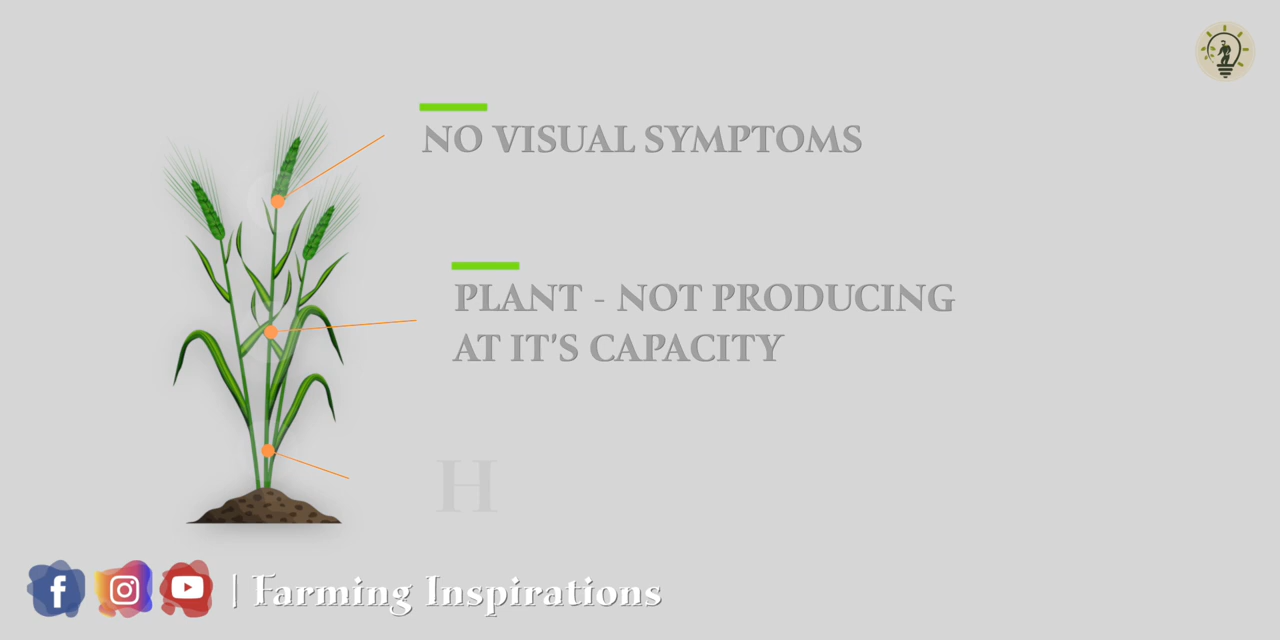 NO VISUAL SYMPTOMS
PLANT - NOT PRODUCING
AT IT'S CAPACITY
H
| Farming Inspirations